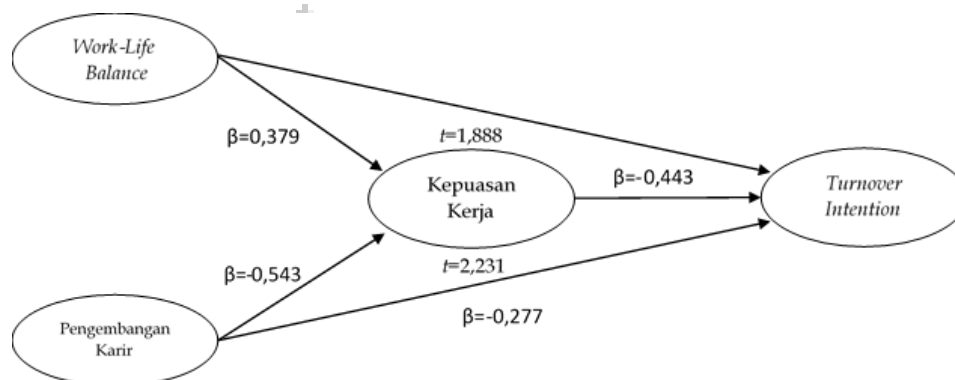 Work-Life
Balance
β=0,379
t=1,888
Kepuasan
Kerja
β=-0,443
Turnover
Intention
β=-0,543
t=2,231
β=-0,277
Pengembangan
Karir